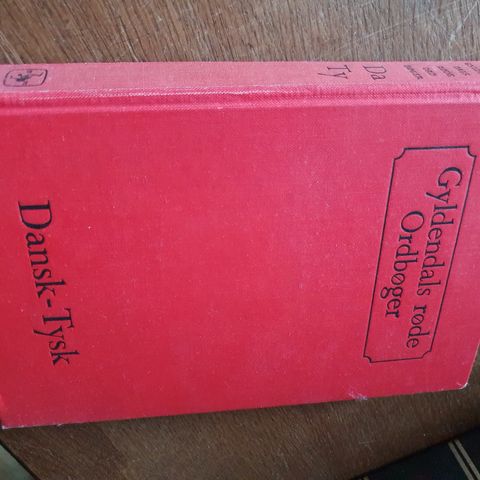 Gyldendals røde
Ordbøger
Dansk-Tysk
Da
Ty